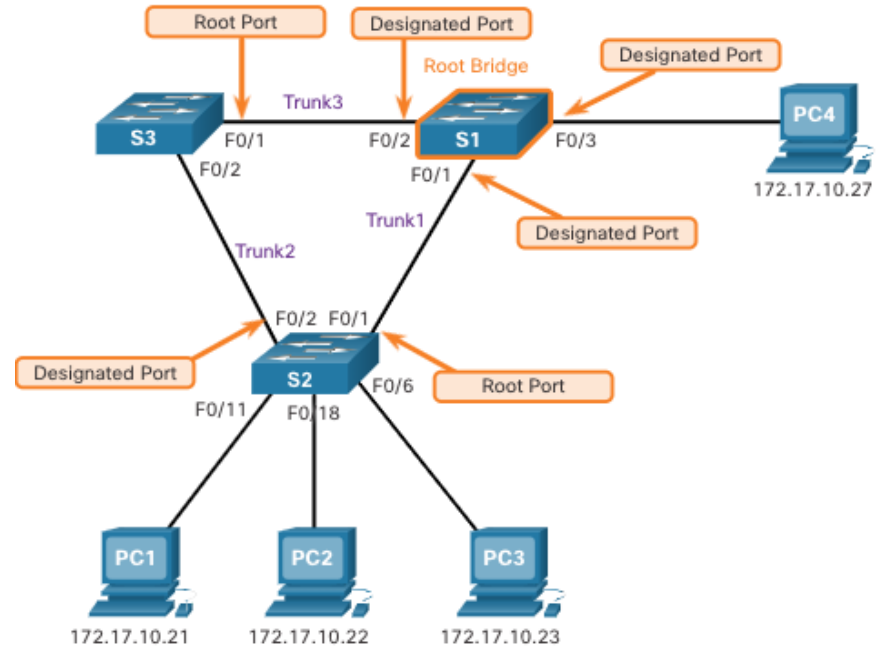 Root Port
Designated Port
Root Bridge
Designated Port
Trunk3
S3
F0/1
F0/2
S1
F0/3
PC4
F0/2
F0/1
172.17.10.27
Trunk1
Designated Port
Trunk2
F0/2
F0/1
Designated Port
S2
F0/6
Root Port
F0/11
F0/18
PC1
PC2
PC3
172.17.10.21
172.17.10.22
172.17.10.23